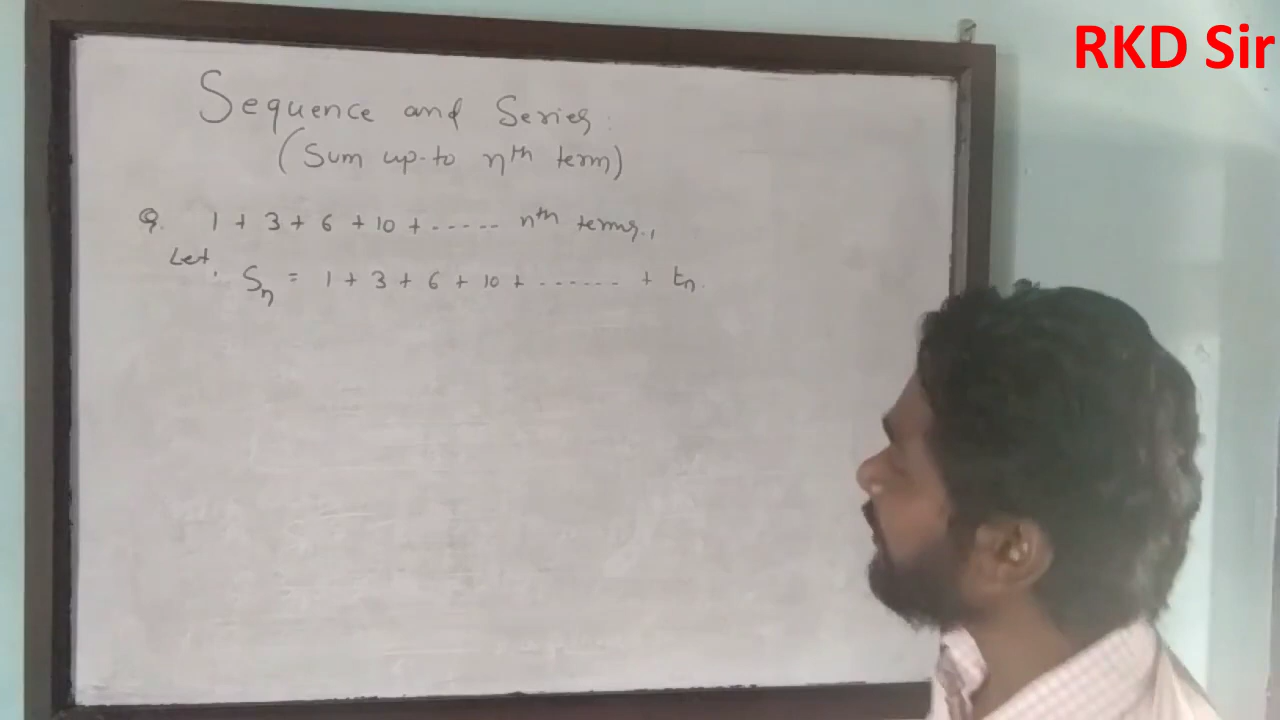 RKD Sir
Sequence and Series:
(Sum up-to nth term)
Q. 1 + 3 + 6 + 10 + ----- nth terms.,
Let,
Sn = 1 + 3 + 6 + 10 + ------ + tn.